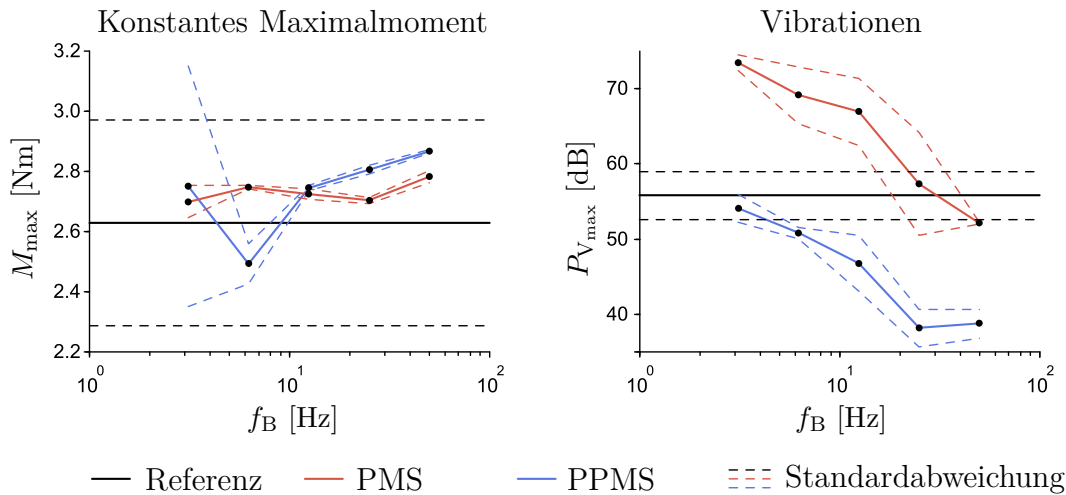 Konstantes Maximalmoment
3.2
3.0
2.8
2.6
2.4
2.2
M_max [Nm]
10^0
10^1
10^2
f_B [Hz]
Vibrationen
70
60
50
40
P_V_max [dB]
10^0
10^1
10^2
f_B [Hz]
Referenz
PMS
PPMS
Standardabweichung